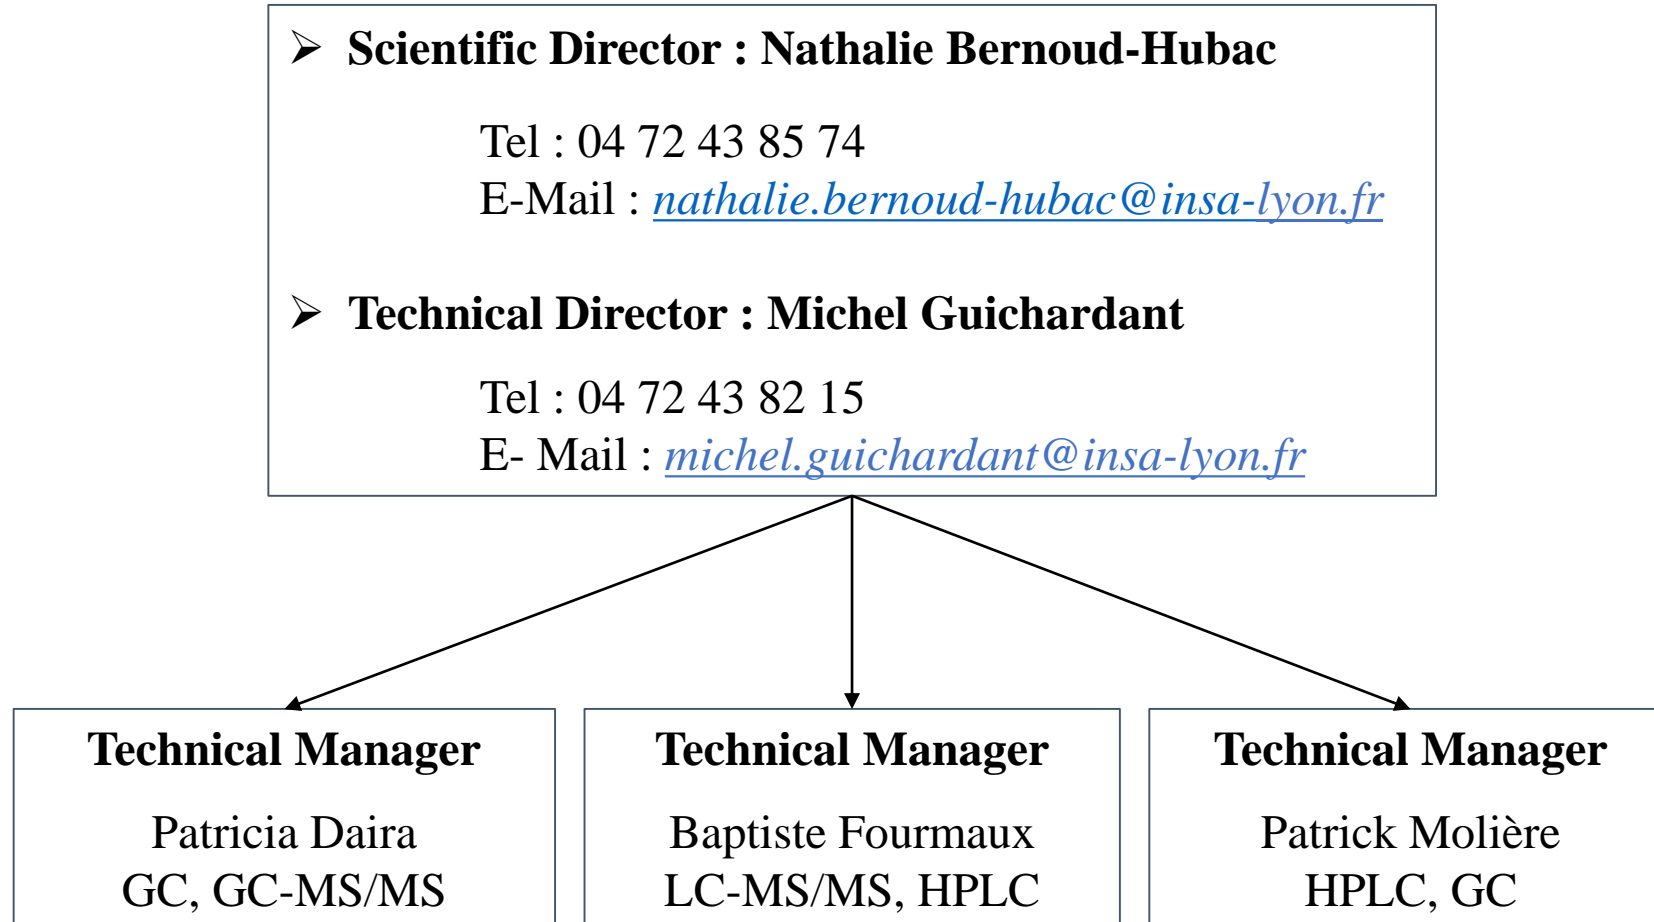 ➢ Scientific Director : Nathalie Bernoud-Hubac
Tel : 04 72 43 85 74
E-Mail : nathalie.bernoud-hubac@insa-lyon.fr
➢ Technical Director : Michel Guichardant
Tel : 04 72 43 82 15
E- Mail : michel.guichardant@insa-lyon.fr
Technical Manager
Patricia Daira
GC, GC-MS/MS
Technical Manager
Baptiste Fourmaux
LC-MS/MS, HPLC
Technical Manager
Patrick Molière
HPLC, GC